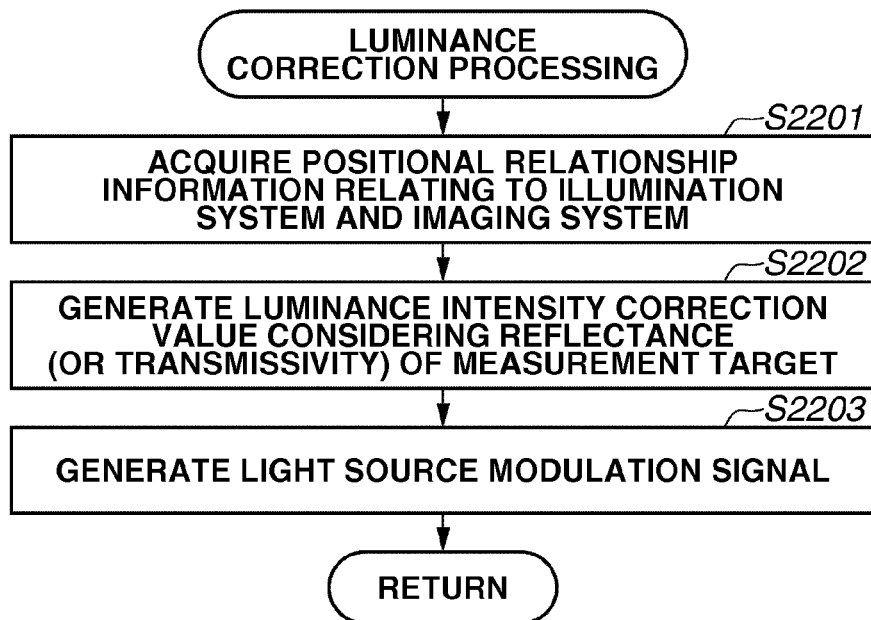 LUMINANCE
CORRECTION PROCESSING
S2201
ACQUIRE POSITIONAL RELATIONSHIP
INFORMATION RELATING TO ILLUMINATION
SYSTEM AND IMAGING SYSTEM
S2202
GENERATE LUMINANCE INTENSITY CORRECTION
VALUE CONSIDERING REFLECTANCE
(OR TRANSMISSIVITY) OF MEASUREMENT TARGET
S2203
GENERATE LIGHT SOURCE MODULATION SIGNAL
RETURN